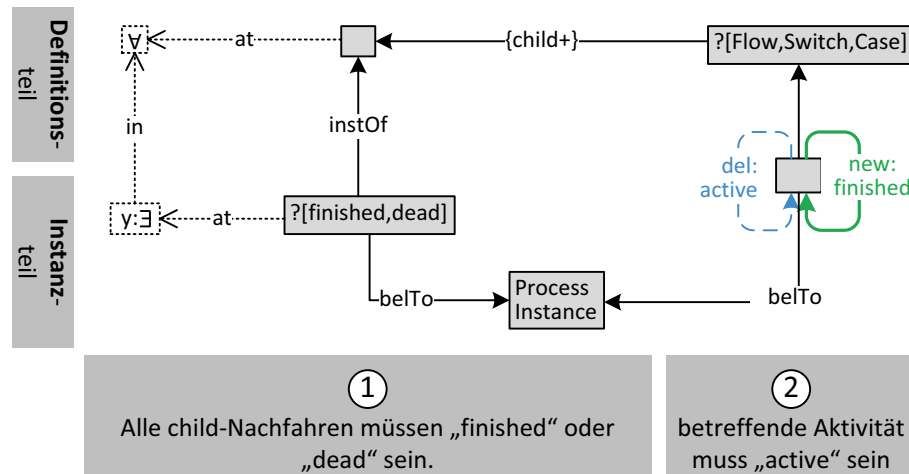 Definitions-
teil
∀
at
{child+}
?[Flow,Switch,Case]
in
instOf
del:
active
new:
finished
Instanz-
teil
y:∃
at
?[finished,dead]
belTo
Process
Instance
belTo
1
Alle child-Nachfahren müssen „finished“ oder
„dead“ sein.
2
betreffende Aktivität
muss „active“ sein